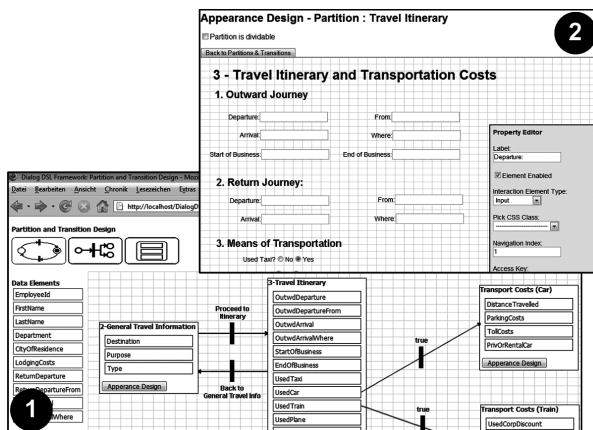 Appearance Design - Partition : Travel Itinerary
Partition is dividable
Back to Partitions & Transitions
2
3 - Travel Itinerary and Transportation Costs
1. Outward Journey
Departure: From:
Arrival: Where:
Start of Business: End of Business:
2. Return Journey:
Departure: From:
Arrival: Where:
3. Means of Transportation
Used Taxi? No Yes
Property Editor
Label:
Departure:
Element Enabled
Interaction Element Type:
Input
Pick CSS Class:
Navigation Index:
1
Access Key:
Dialog DSL Framework: Partition and Transition Design - Mozi
Datei Bearbeiten Ansicht Chronik Lesezeichen Extras
http://localhost/DialogD
Partition and Transition Design
Data Elements
EmployeeId
FirstName
LastName
Department
CityOfResidence
LodgingCosts
ReturnDeparture
DepartureFrom
Where
1
2-General Travel Information
Destination
Purpose
Type
Apperance Design
Proceed to
Itinerary
Back to
General Travel Info
3-Travel Itinerary
OutwdDeparture
OutwdDepartureFrom
OutwdArrival
OutwdArrivalWhere
StartOfBusiness
EndOfBusiness
UsedTaxi
UsedCar
UsedTrain
UsedPlane
true
true
Transport Costs (Car)
DistanceTravelled
ParkingCosts
TollCosts
PrivOrRentalCar
Apperance Design
Transport Costs (Train)
UsedCorpDiscount